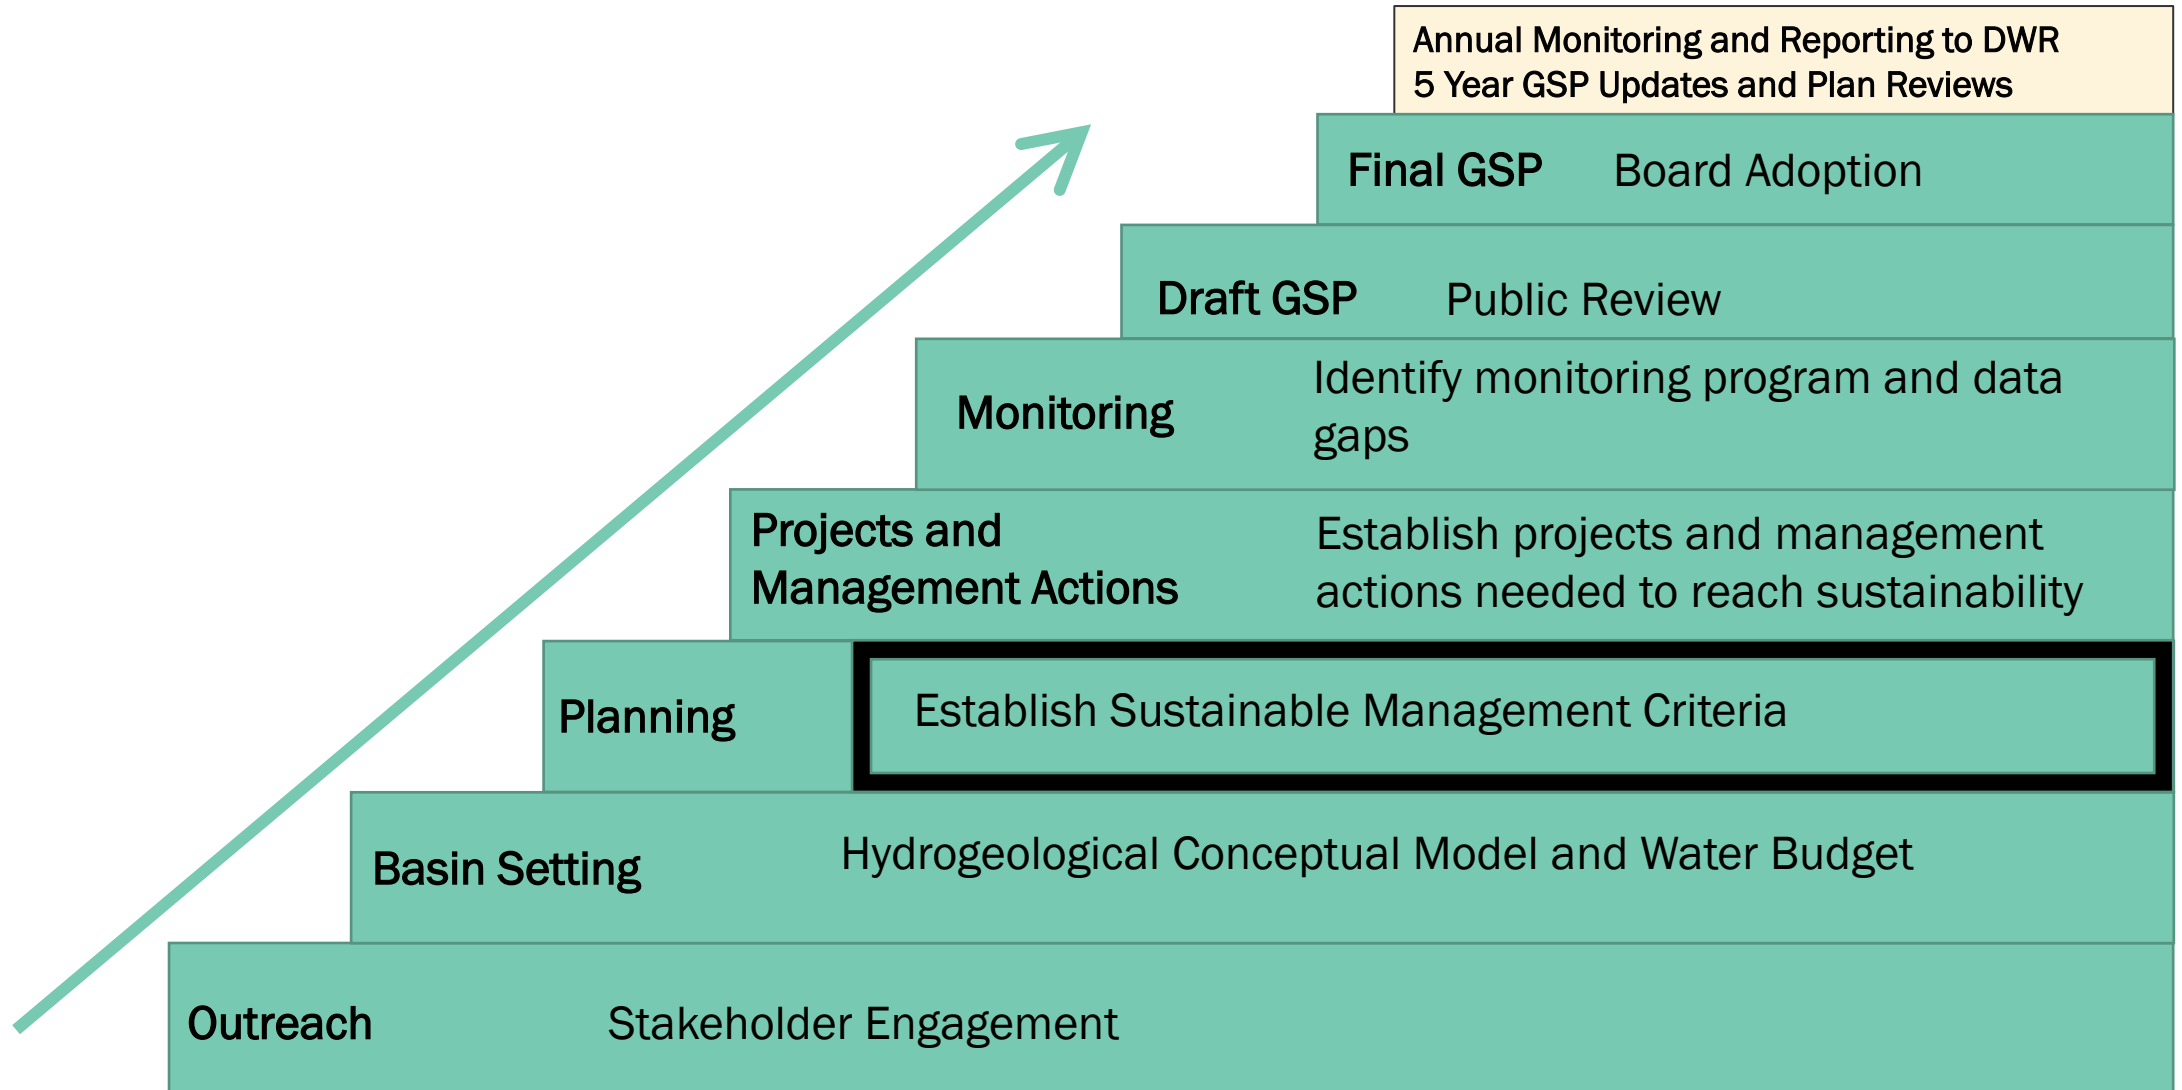 Annual Monitoring and Reporting to DWR
5 Year GSP Updates and Plan Reviews
Final GSP Board Adoption
Draft GSP Public Review
Monitoring
Identify monitoring program and data
gaps
Projects and
Management Actions
Establish projects and management
actions needed to reach sustainability
Planning
Establish Sustainable Management Criteria
Basin Setting
Hydrogeological Conceptual Model and Water Budget
Outreach
Stakeholder Engagement